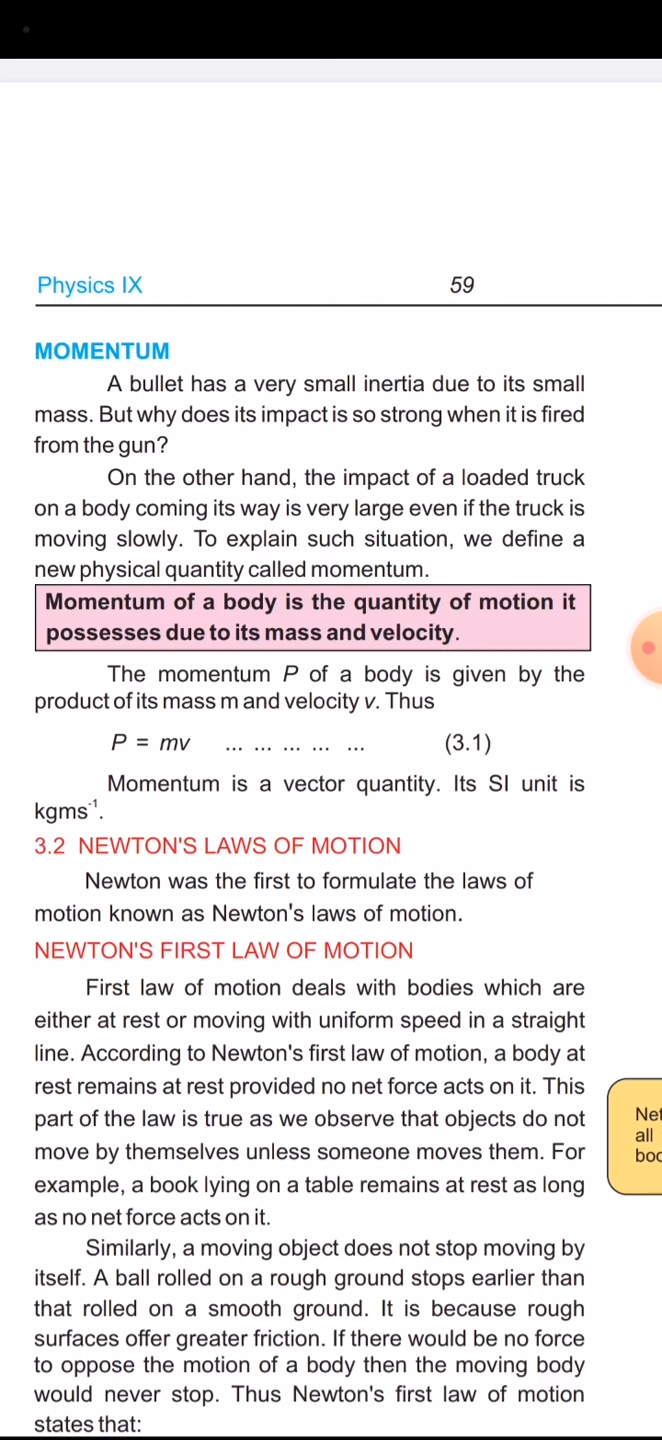 Physics IX 59
MOMENTUM
A bullet has a very small inertia due to its small
mass. But why does its impact is so strong when it is fired
from the gun?
On the other hand, the impact of a loaded truck
on a body coming its way is very large even if the truck is
moving slowly. To explain such situation, we define a
new physical quantity called momentum.
Momentum of a body is the quantity of motion it
possesses due to its mass and velocity.
The momentum P of a body is given by the
product of its mass m and velocity v. Thus
P = mv ... ... ... ... ... (3.1)
Momentum is a vector quantity. Its SI unit is
kgms⁻¹.
3.2 NEWTON'S LAWS OF MOTION
Newton was the first to formulate the laws of
motion known as Newton's laws of motion.
NEWTON'S FIRST LAW OF MOTION
First law of motion deals with bodies which are
either at rest or moving with uniform speed in a straight
line. According to Newton's first law of motion, a body at
rest remains at rest provided no net force acts on it. This
part of the law is true as we observe that objects do not
move by themselves unless someone moves them. For
example, a book lying on a table remains at rest as long
as no net force acts on it.
Similarly, a moving object does not stop moving by
itself. A ball rolled on a rough ground stops earlier than
that rolled on a smooth ground. It is because rough
surfaces offer greater friction. If there would be no force
to oppose the motion of a body then the moving body
would never stop. Thus Newton's first law of motion
states that:
all